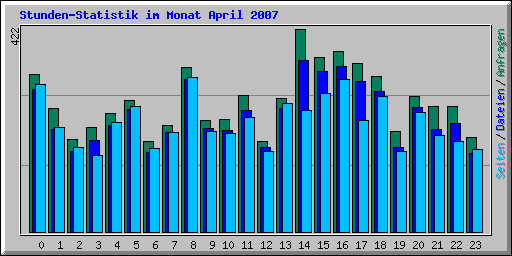 Stunden-Statistik im Monat April 2007
422
Seiten / Dateien / Anfragen
0 1 2 3 4 5 6 7 8 9 10 11 12 13 14 15 16 17 18 19 20 21 22 23